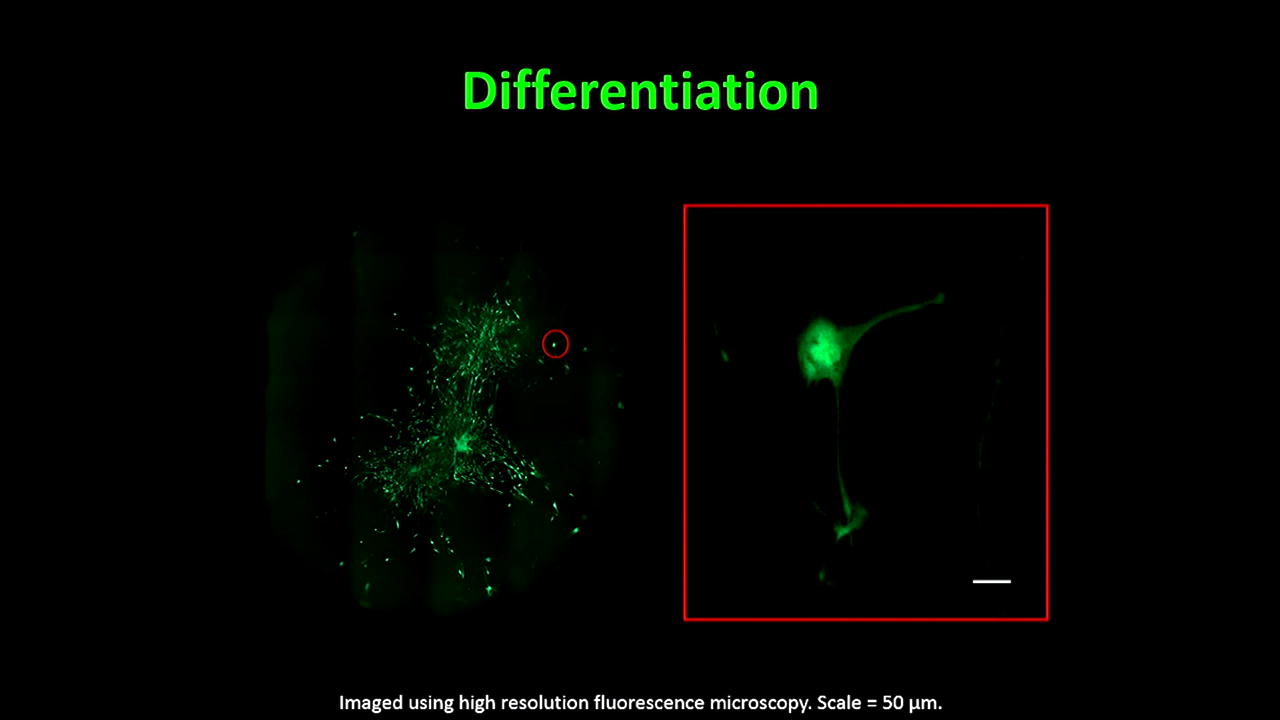 Differentiation
Imaged using high resolution fluorescence microscopy. Scale = 50 µm.